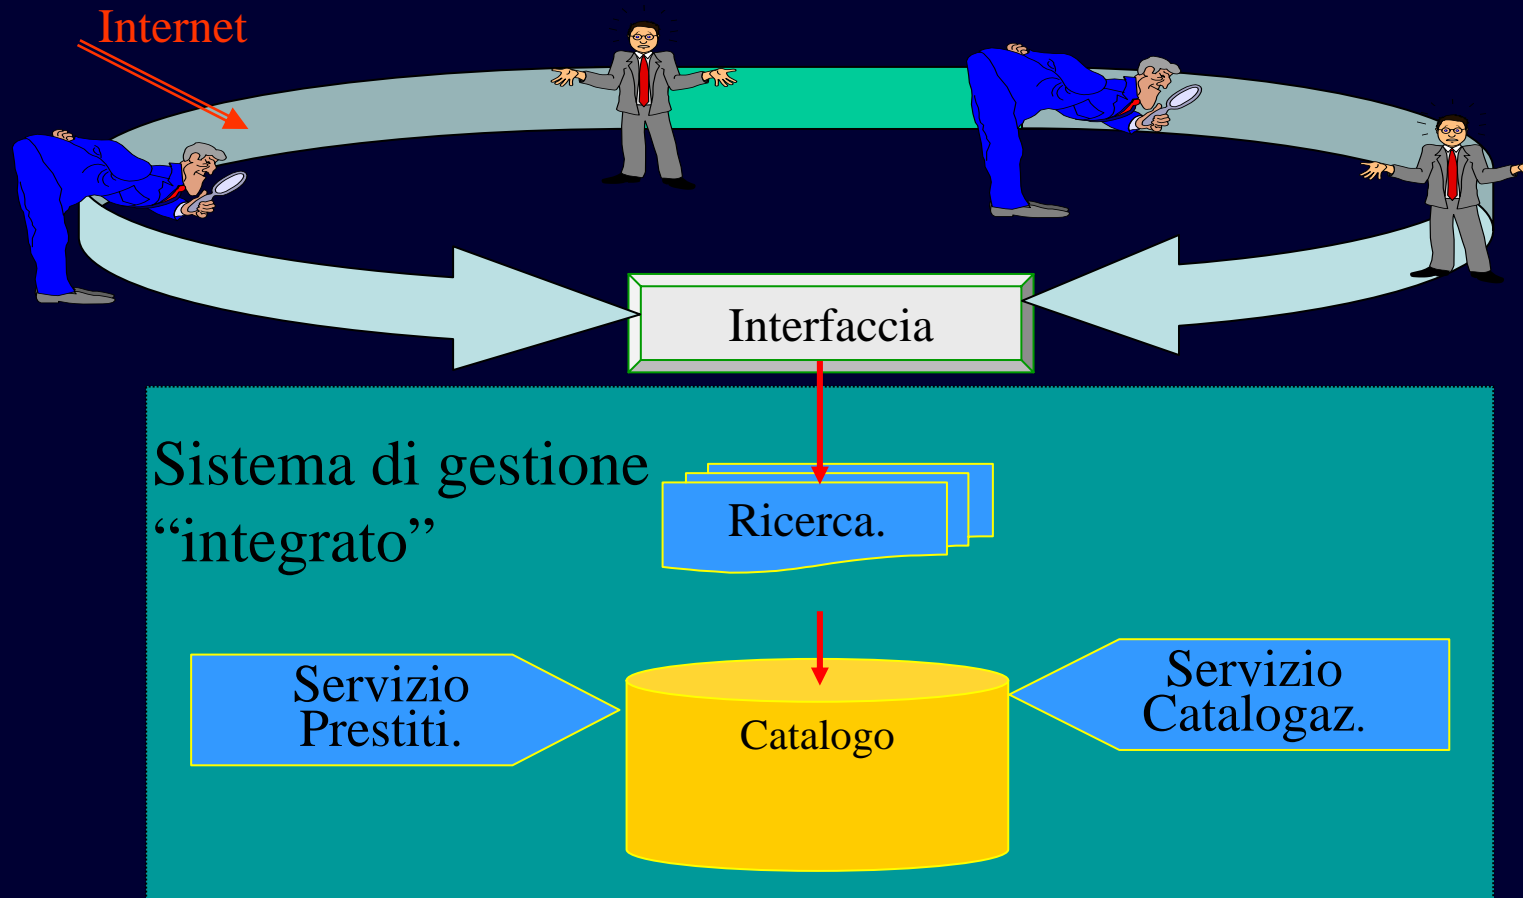 Internet
Interfaccia
Sistema di gestione
“integrato”
Ricerca.
Servizio
Prestiti.
Catalogo
Servizio
Catalogaz.